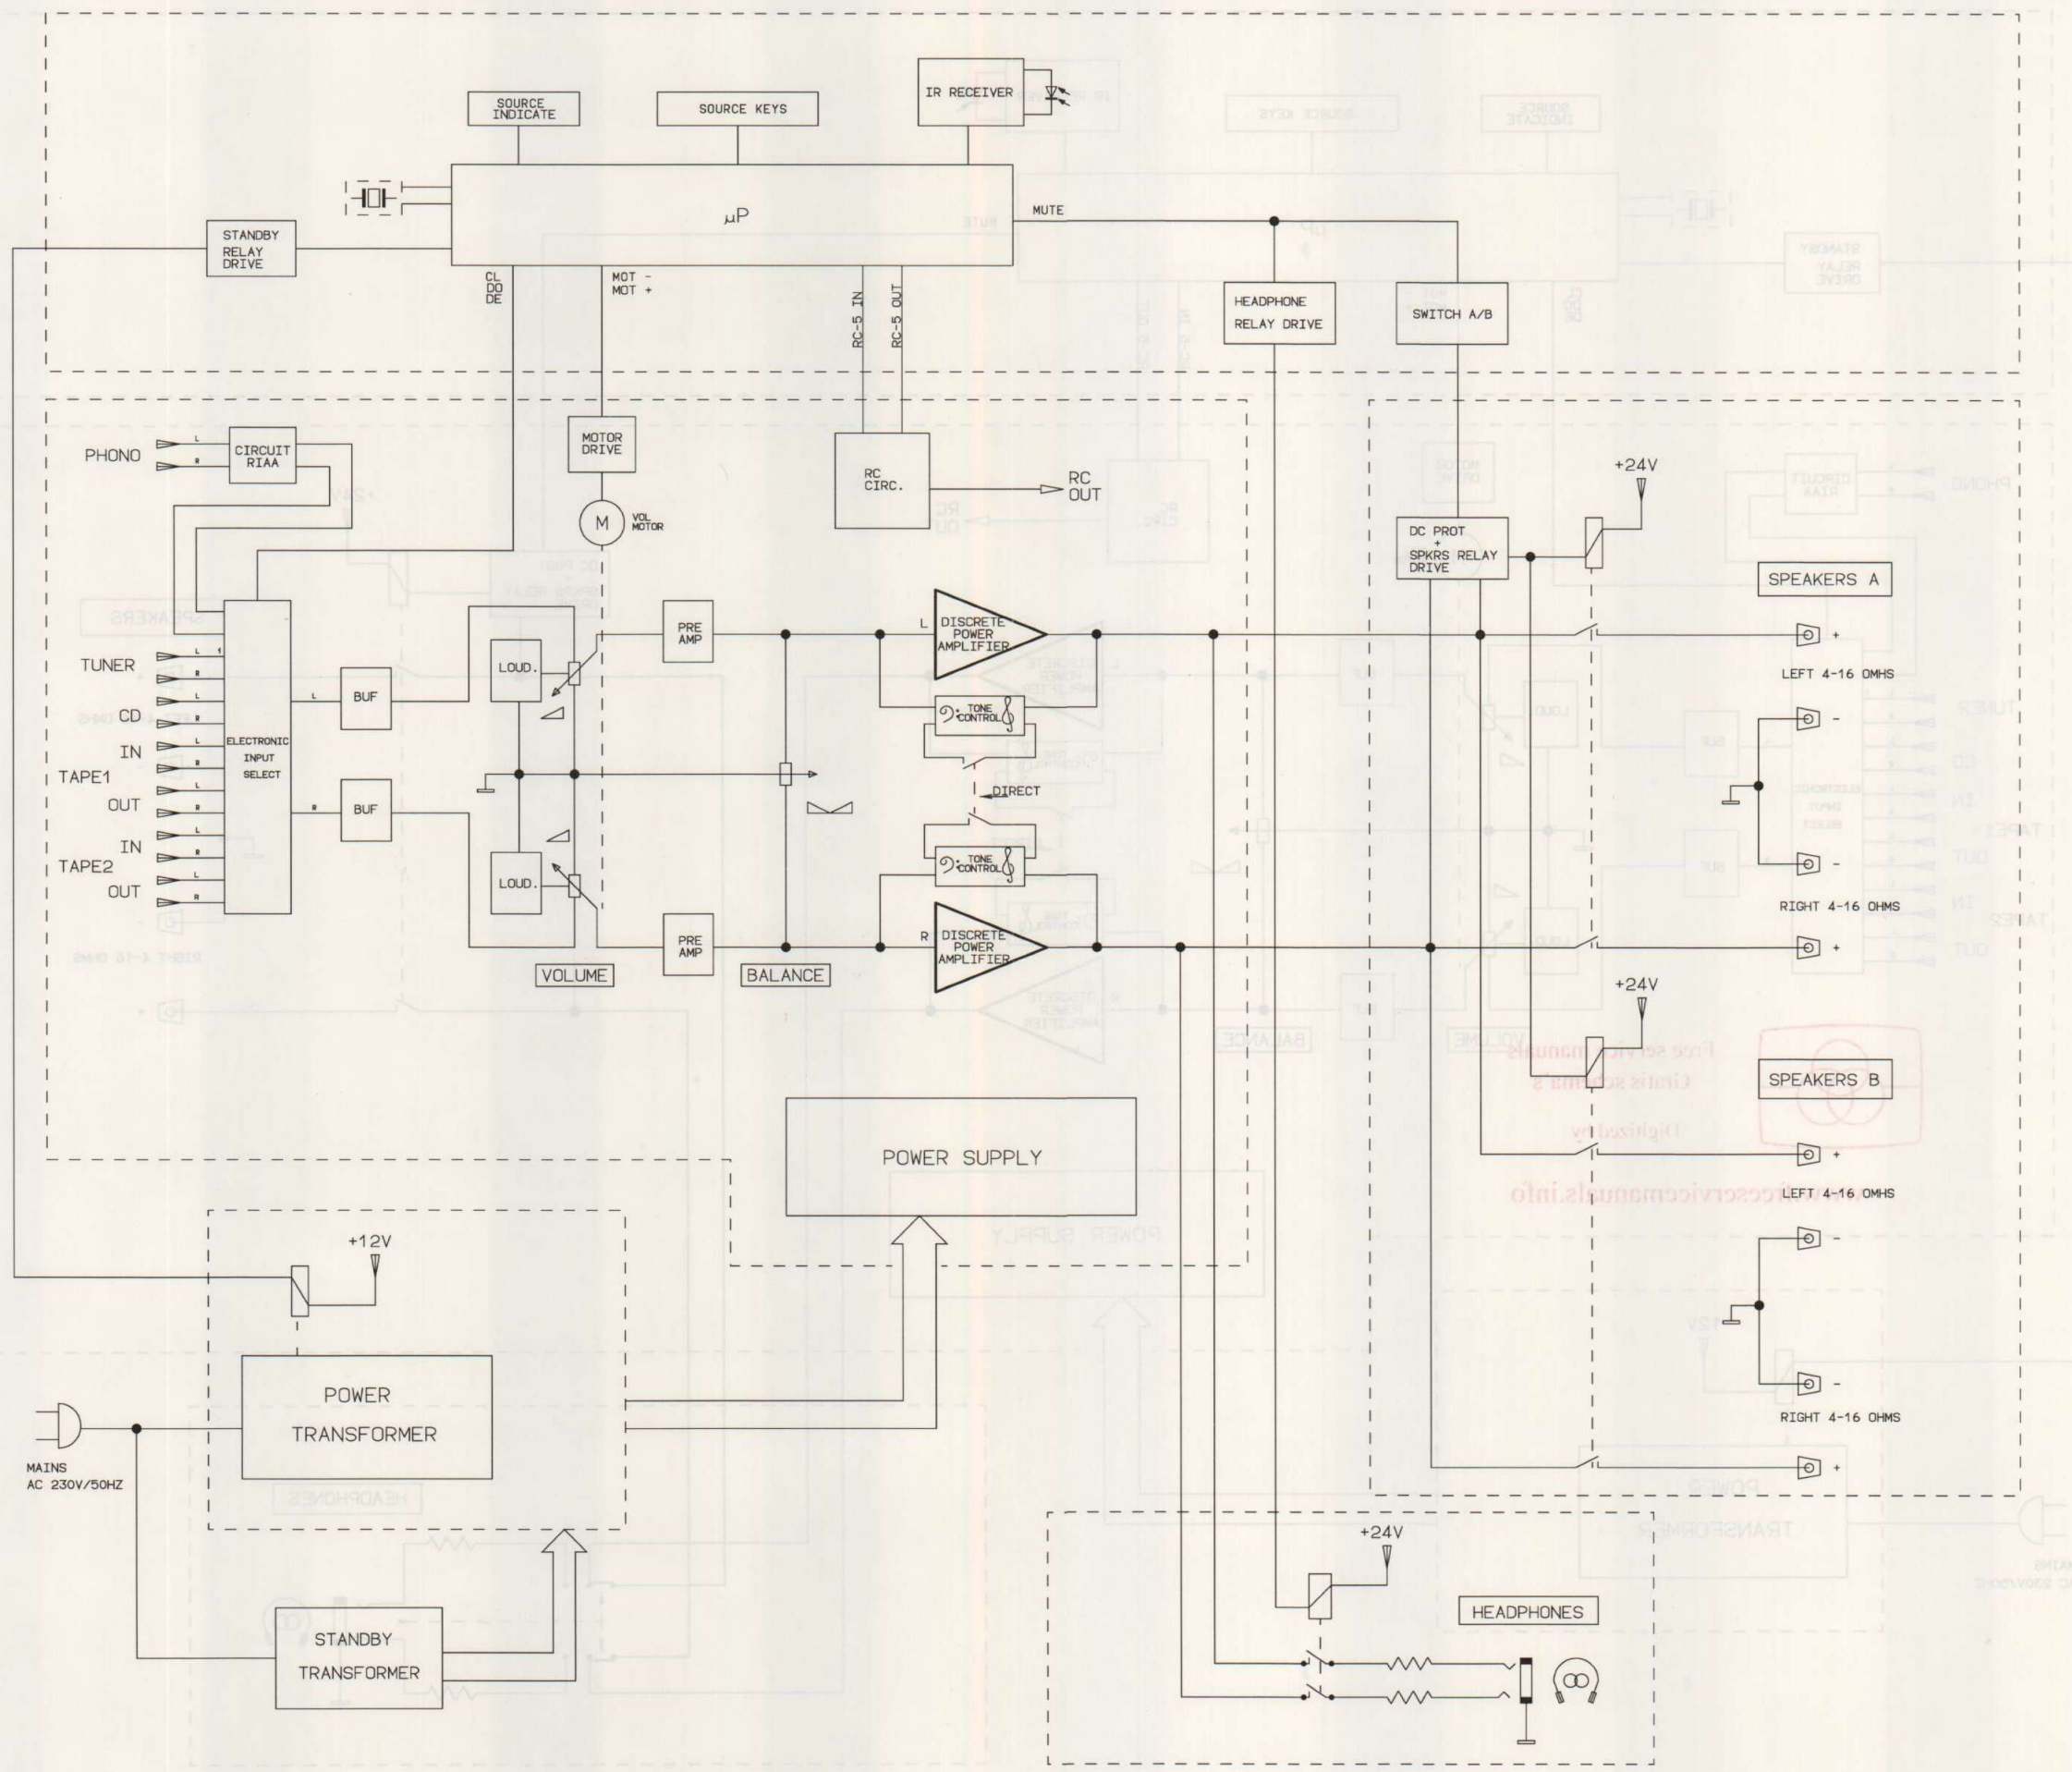 SOURCE
INDICATE
SOURCE KEYS
IR RECEIVER
µP
MUTE
STANDBY
RELAY
DRIVE
CL
DO
DE
MOT -
MOT +
RC-5 IN
RC-5 OUT
HEADPHONE
RELAY DRIVE
SWITCH A/B
PHONO
L
R
CIRCUIT
RIAA
MOTOR
DRIVE
M
VOL
MOTOR
RC
CIRC.
RC
OUT
+24V
DC PROT
+
SPKRS RELAY
DRIVE
SPEAKERS A
+
LEFT 4-16 OMHS
-
-
RIGHT 4-16 OHMS
+
TUNER
L
1
R
CD
L
R
IN
L
R
TAPE1
OUT
L
R
IN
L
R
TAPE2
OUT
L
R
ELECTRONIC
INPUT
SELECT
L
BUF
R
BUF
LOUD.
LOUD.
VOLUME
PRE
AMP
PRE
AMP
BALANCE
L
DISCRETE
POWER
AMPLIFIER
TONE
CONTROL
DIRECT
TONE
CONTROL
R
DISCRETE
POWER
AMPLIFIER
+24V
SPEAKERS B
+
LEFT 4-16 OMHS
-
-
RIGHT 4-16 OHMS
+
POWER SUPPLY
+12V
POWER
TRANSFORMER
MAINS
AC 230V/50HZ
STANDBY
TRANSFORMER
+24V
HEADPHONES